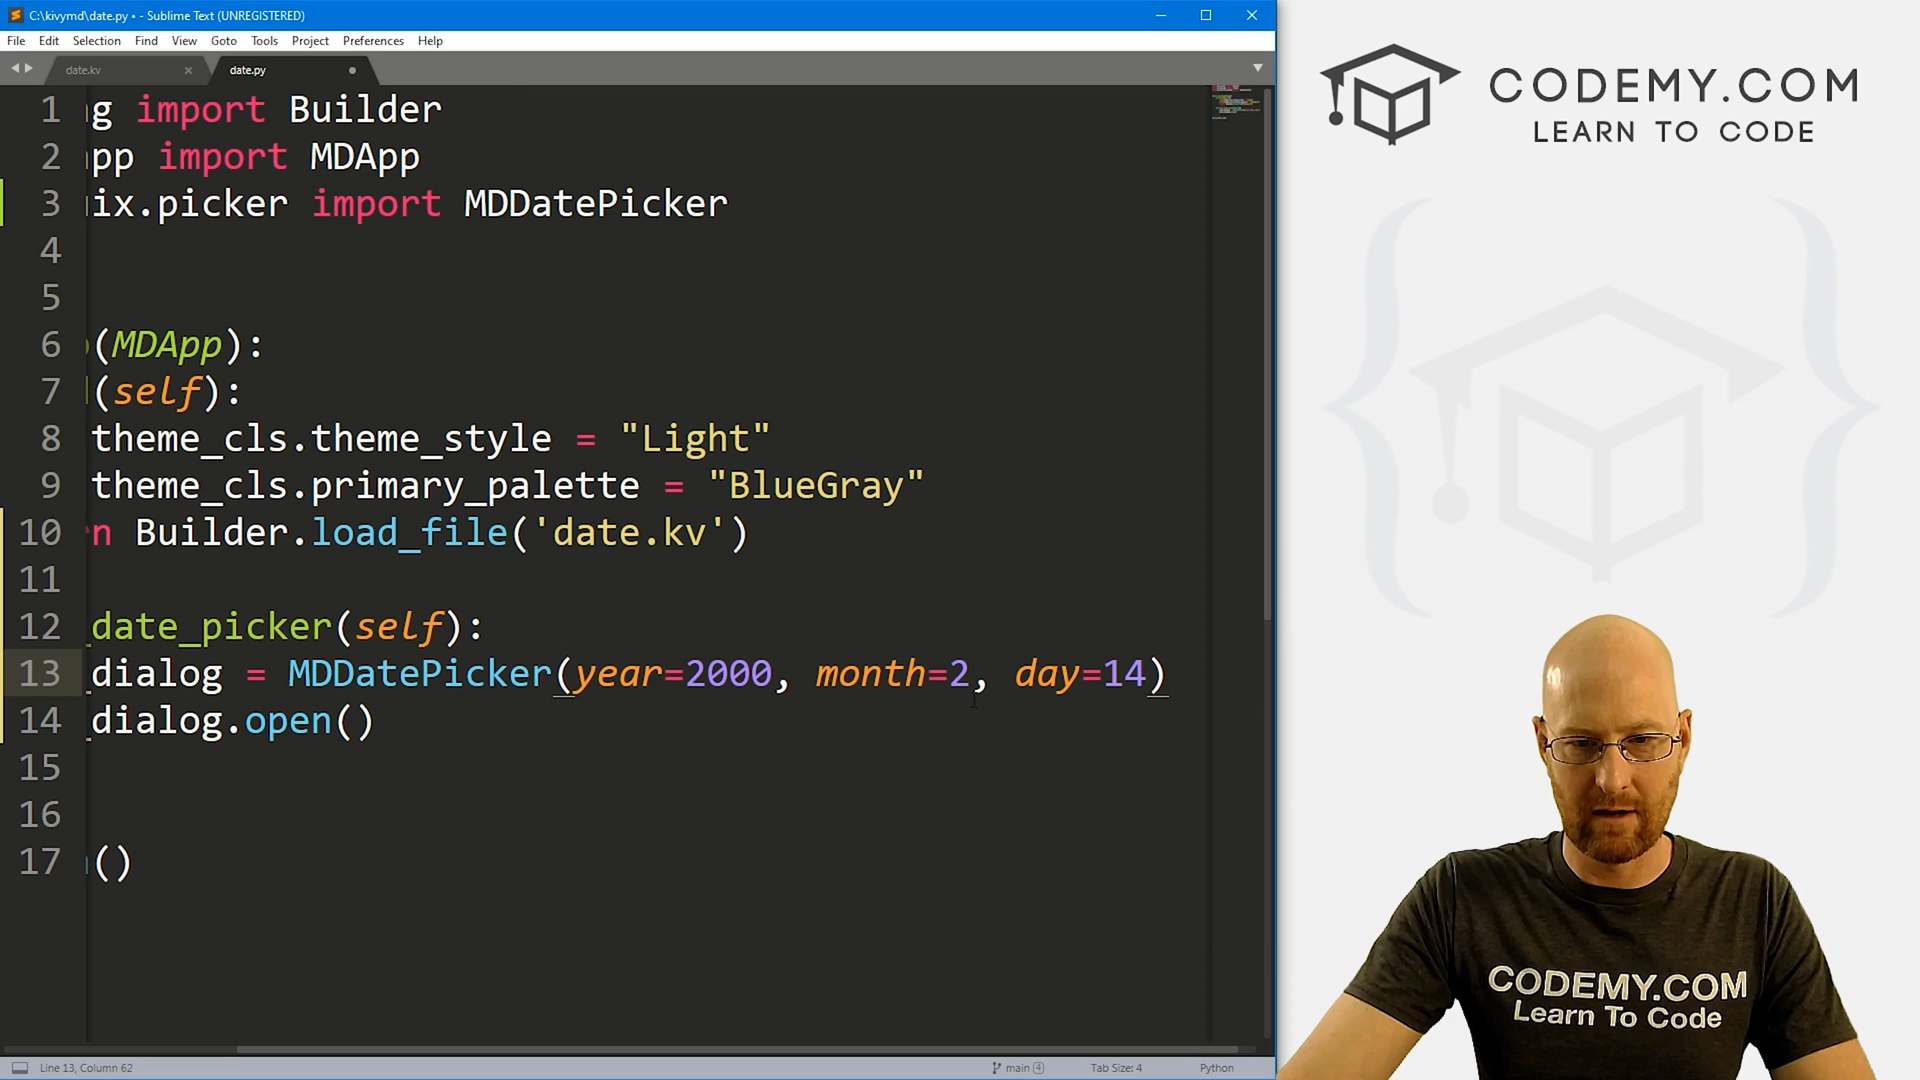 C:\kivymd\date.py • - Sublime Text (UNREGISTERED)
File Edit Selection Find View Goto Tools Project Preferences Help
date.kv date.py
1 g import Builder
2 pp import MDApp
3 ix.picker import MDDatePicker
4
5
6 (MDApp):
7 (self):
8 theme_cls.theme_style = "Light"
9 theme_cls.primary_palette = "BlueGray"
10 n Builder.load_file('date.kv')
11
12 _date_picker(self):
13 _dialog = MDDatePicker(year=2000, month=2, day=14)
14 _dialog.open()
15
16
17 ()
Line 13, Column 62 main 4 Tab Size: 4 Python
CODEMY.COM
LEARN TO CODE
CODEMY.COM
Learn To Code